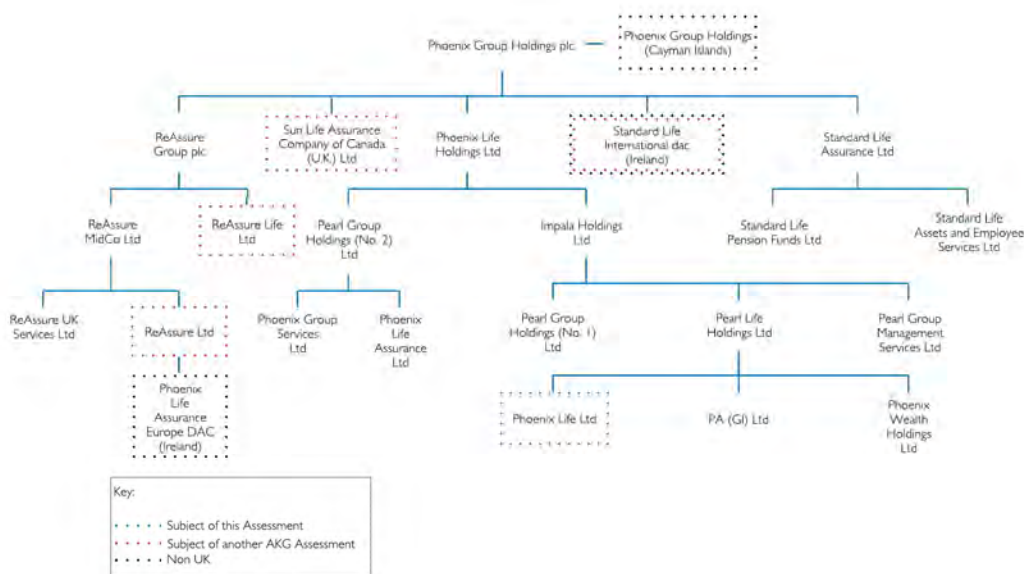 Phoenix Group Holdings plc.
Phoenix Group Holdings
(Cayman Islands)
ReAssure
Group plc.
Sun Life Assurance
Company of Canada
(U.K.) Ltd
Phoenix Life
Holdings Ltd
Standard Life
International dac
(Ireland)
Standard Life
Assurance Ltd
ReAssure
MidCo Ltd
ReAssure Life
Ltd
Pearl Group
Holdings (No. 2)
Ltd
Impala Holdings
Ltd
Standard Life
Pension Funds Ltd
Standard Life
Assets and Employee
Services Ltd
ReAssure UK
Services Ltd
ReAssure Ltd
Phoenix Group
Services
Ltd
Phoenix
Life
Assurance
Ltd
Pearl Group
Holdings (No. 1)
Ltd
Pearl Life
Holdings Ltd
Pearl Group
Management
Services Ltd
Phoenix
Life
Assurance
Europe DAC
(Ireland)
Phoenix Life Ltd
PA (GI) Ltd
Phoenix
Wealth
Holdings
Ltd
Key:
Subject of this Assessment
Subject of another AKG Assessment
Non UK